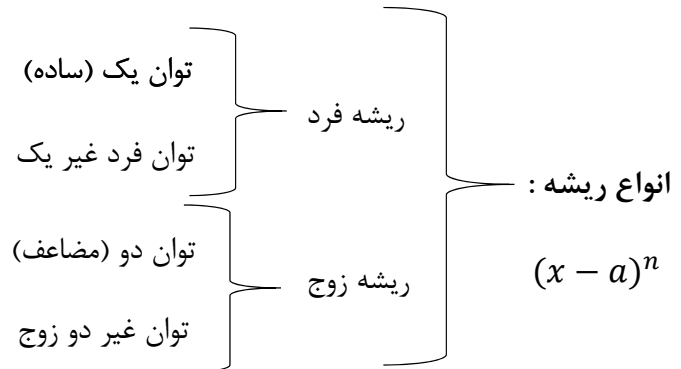 انواع ریشه :
(x − a)ⁿ
ریشه فرد
توان یک (ساده)
توان فرد غیر یک
ریشه زوج
توان دو (مضاعف)
توان غیر دو زوج